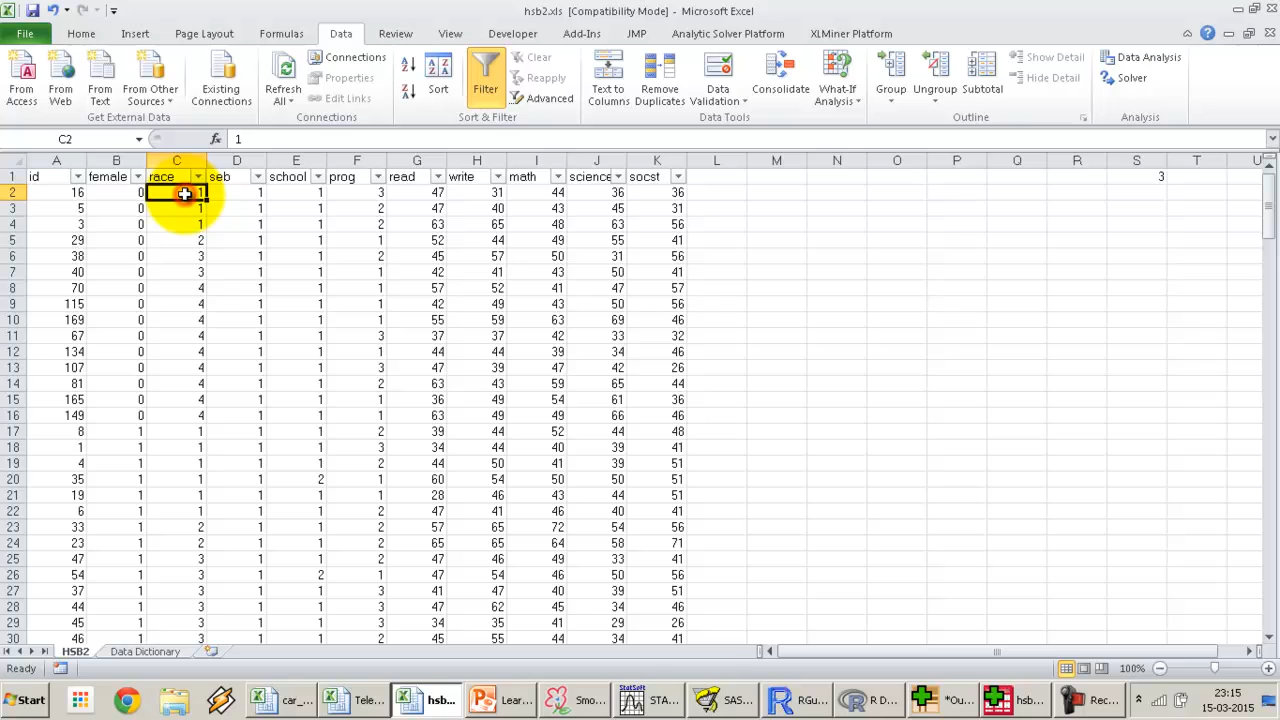 hsb2.xls [Compatibility Mode] - Microsoft Excel
File Home Insert Page Layout Formulas Data Review View Developer Add-Ins JMP Analytic Solver Platform XLMiner Platform
From Access
From Web
From Text
From Other Sources
Existing Connections
Get External Data
Refresh All
Connections
Properties
Edit Links
Connections
Sort
Filter
Clear
Reapply
Advanced
Sort & Filter
Text to Columns
Remove Duplicates
Data Validation
Consolidate
What-If Analysis
Data Tools
Group
Ungroup
Subtotal
Show Detail
Hide Detail
Outline
Data Analysis
Solver
Analysis
C2 fx 1
A B C D E F G H I J K L M N O P Q R S T U
1 id female race seb school prog read write math science socst 3
2 16 0 1 1 1 3 47 31 44 36 36
3 5 0 1 1 1 2 47 40 43 45 31
4 3 0 1 1 1 2 63 65 48 63 56
5 29 0 2 1 1 1 52 44 49 55 41
6 38 0 3 1 1 2 45 57 50 31 56
7 40 0 3 1 1 1 42 41 43 50 41
8 70 0 4 1 1 1 57 52 41 47 57
9 115 0 4 1 1 1 42 49 43 50 56
10 169 0 4 1 1 1 55 59 63 69 46
11 67 0 4 1 1 3 37 37 42 33 32
12 134 0 4 1 1 1 44 44 39 34 46
13 107 0 4 1 1 3 47 39 47 42 26
14 81 0 4 1 1 2 63 43 59 65 44
15 165 0 4 1 1 1 36 49 54 61 36
16 149 0 4 1 1 1 63 49 49 66 46
17 8 1 1 1 1 2 39 44 52 44 48
18 1 1 1 1 1 3 34 44 40 39 41
19 4 1 1 1 1 2 44 50 41 39 51
20 35 1 1 1 2 1 60 54 50 50 51
21 19 1 1 1 1 1 28 46 43 44 51
22 6 1 1 1 1 2 47 41 46 40 41
23 33 1 2 1 1 2 57 65 72 54 56
24 23 1 2 1 1 2 65 65 64 58 71
25 47 1 3 1 1 2 47 46 49 33 41
26 54 1 3 1 2 1 47 54 46 50 56
27 37 1 3 1 1 3 41 47 40 39 51
28 44 1 3 1 1 3 47 62 45 34 46
29 45 1 3 1 1 3 34 35 41 29 26
30 46 1 3 1 1 2 45 55 44 34 41
HSB2 Data Dictionary
Ready 100%
Start ..._... Tele... hsb... Lear... Smo... STA... SAS... RGu... R D... Ou... hsb... Rec... 23:15
15-03-2015